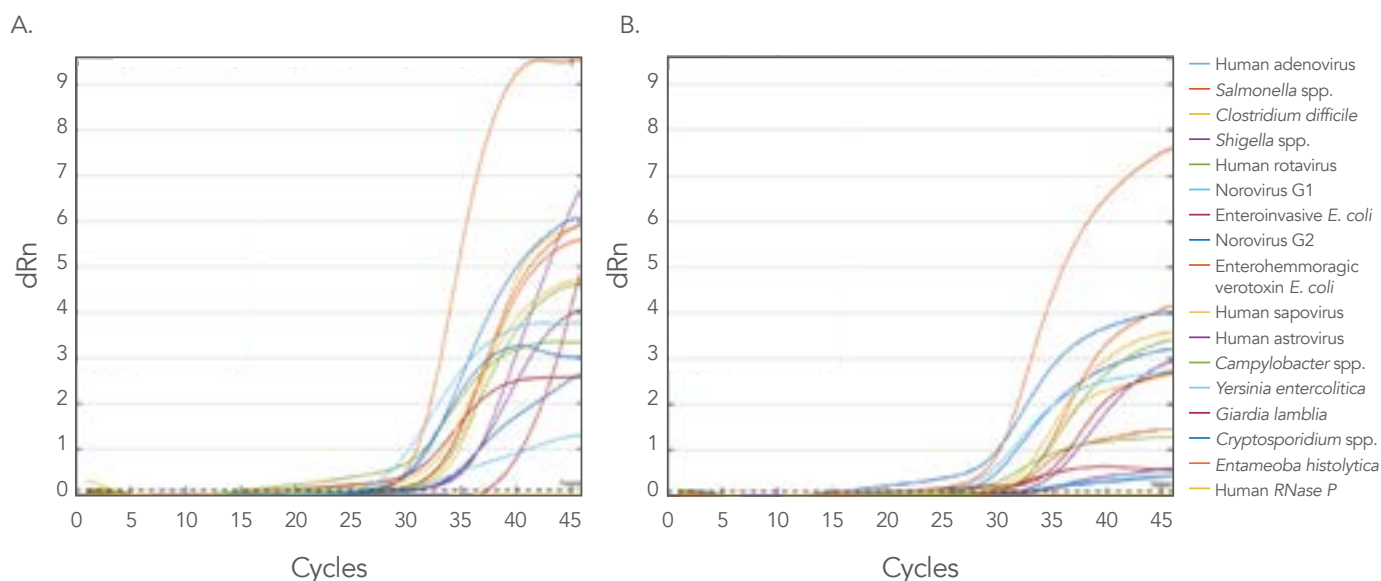 A.
B.
9
8
7
6
5
4
3
2
1
0
dRn
0 5 10 15 20 25 30 35 40 45
Cycles
9
8
7
6
5
4
3
2
1
0
dRn
0 5 10 15 20 25 30 35 40 45
Cycles
Human adenovirus
Salmonella spp.
Clostridium difficile
Shigella spp.
Human rotavirus
Norovirus G1
Enteroinvasive E. coli
Norovirus G2
Enterohemmoragic
verotoxin E. coli
Human sapovirus
Human astrovirus
Campylobacter spp.
Yersinia entercolitica
Giardia lamblia
Cryptosporidium spp.
Entameoba histolytica
Human RNase P